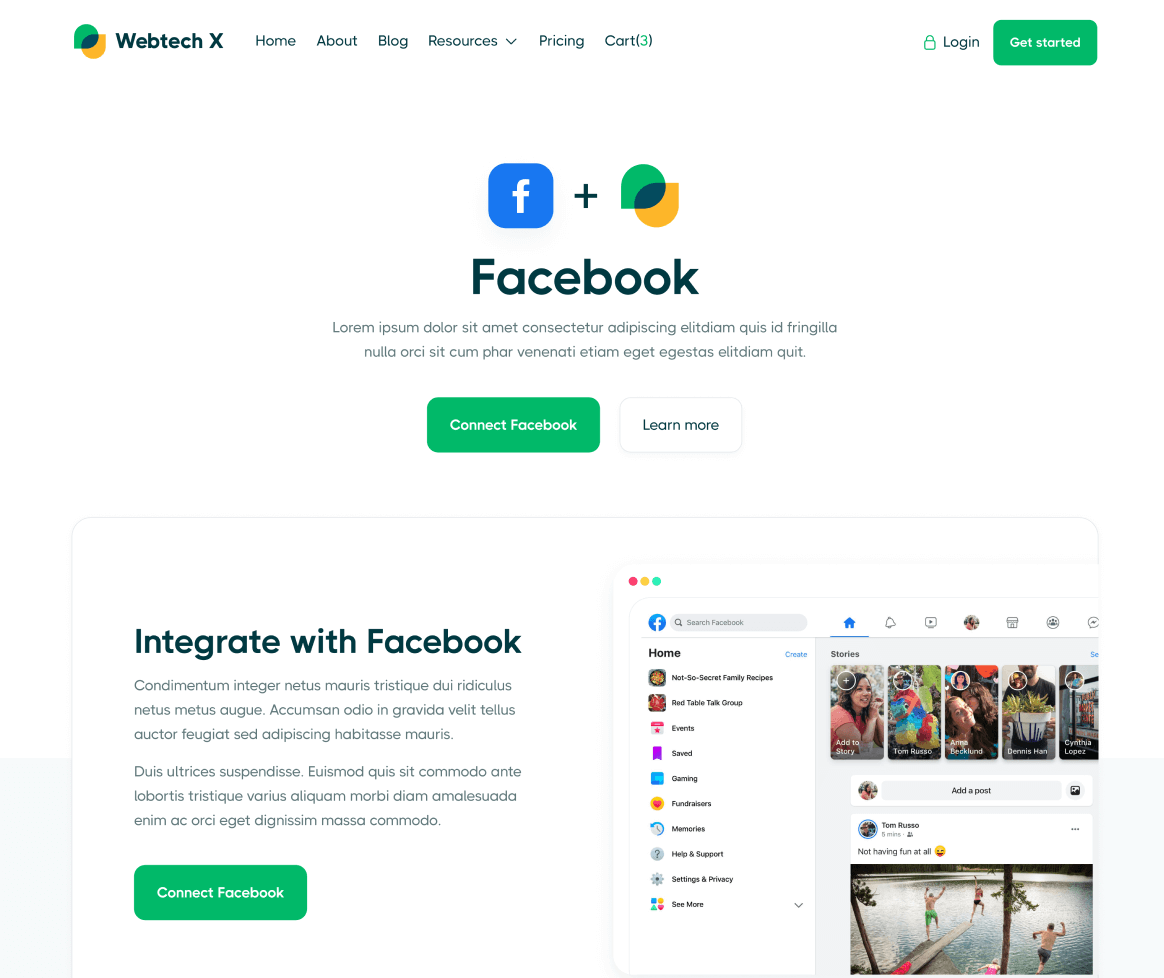 Webtech X
Home
About
Blog
Resources
Pricing
Cart(3)
Login
Get started
f
+
Facebook
Lorem ipsum dolor sit amet consectetur adipiscing elitdiam quis id fringilla
nulla orci sit cum phar venenati etiam eget egestas elitdiam quit.
Connect Facebook
Learn more
Integrate with Facebook
Condimentum integer netus mauris tristique dui ridiculus
netus metus augue. Accumsan odio in gravida velit tellus
auctor feugiat sed adipiscing habitasse mauris.
Duis ultrices suspendisse. Euismod quis sit commodo ante
lobortis tristique varius aliquam morbi diam amalesuada
enim ac orci eget dignissim massa commodo.
Connect Facebook
f
Search Facebook
Home
Create
Not-So-Secret Family Recipes
Red Table Talk Group
Events
Saved
Gaming
Fundraisers
Memories
Help & Support
Settings & Privacy
See More
Stories
Se
Add to
Story
Tom Russo
Anna
Becklund
Dennis Han
Cynthia
Lopez
Add a post
Tom Russo
5 mins ·
Not having fun at all 😜